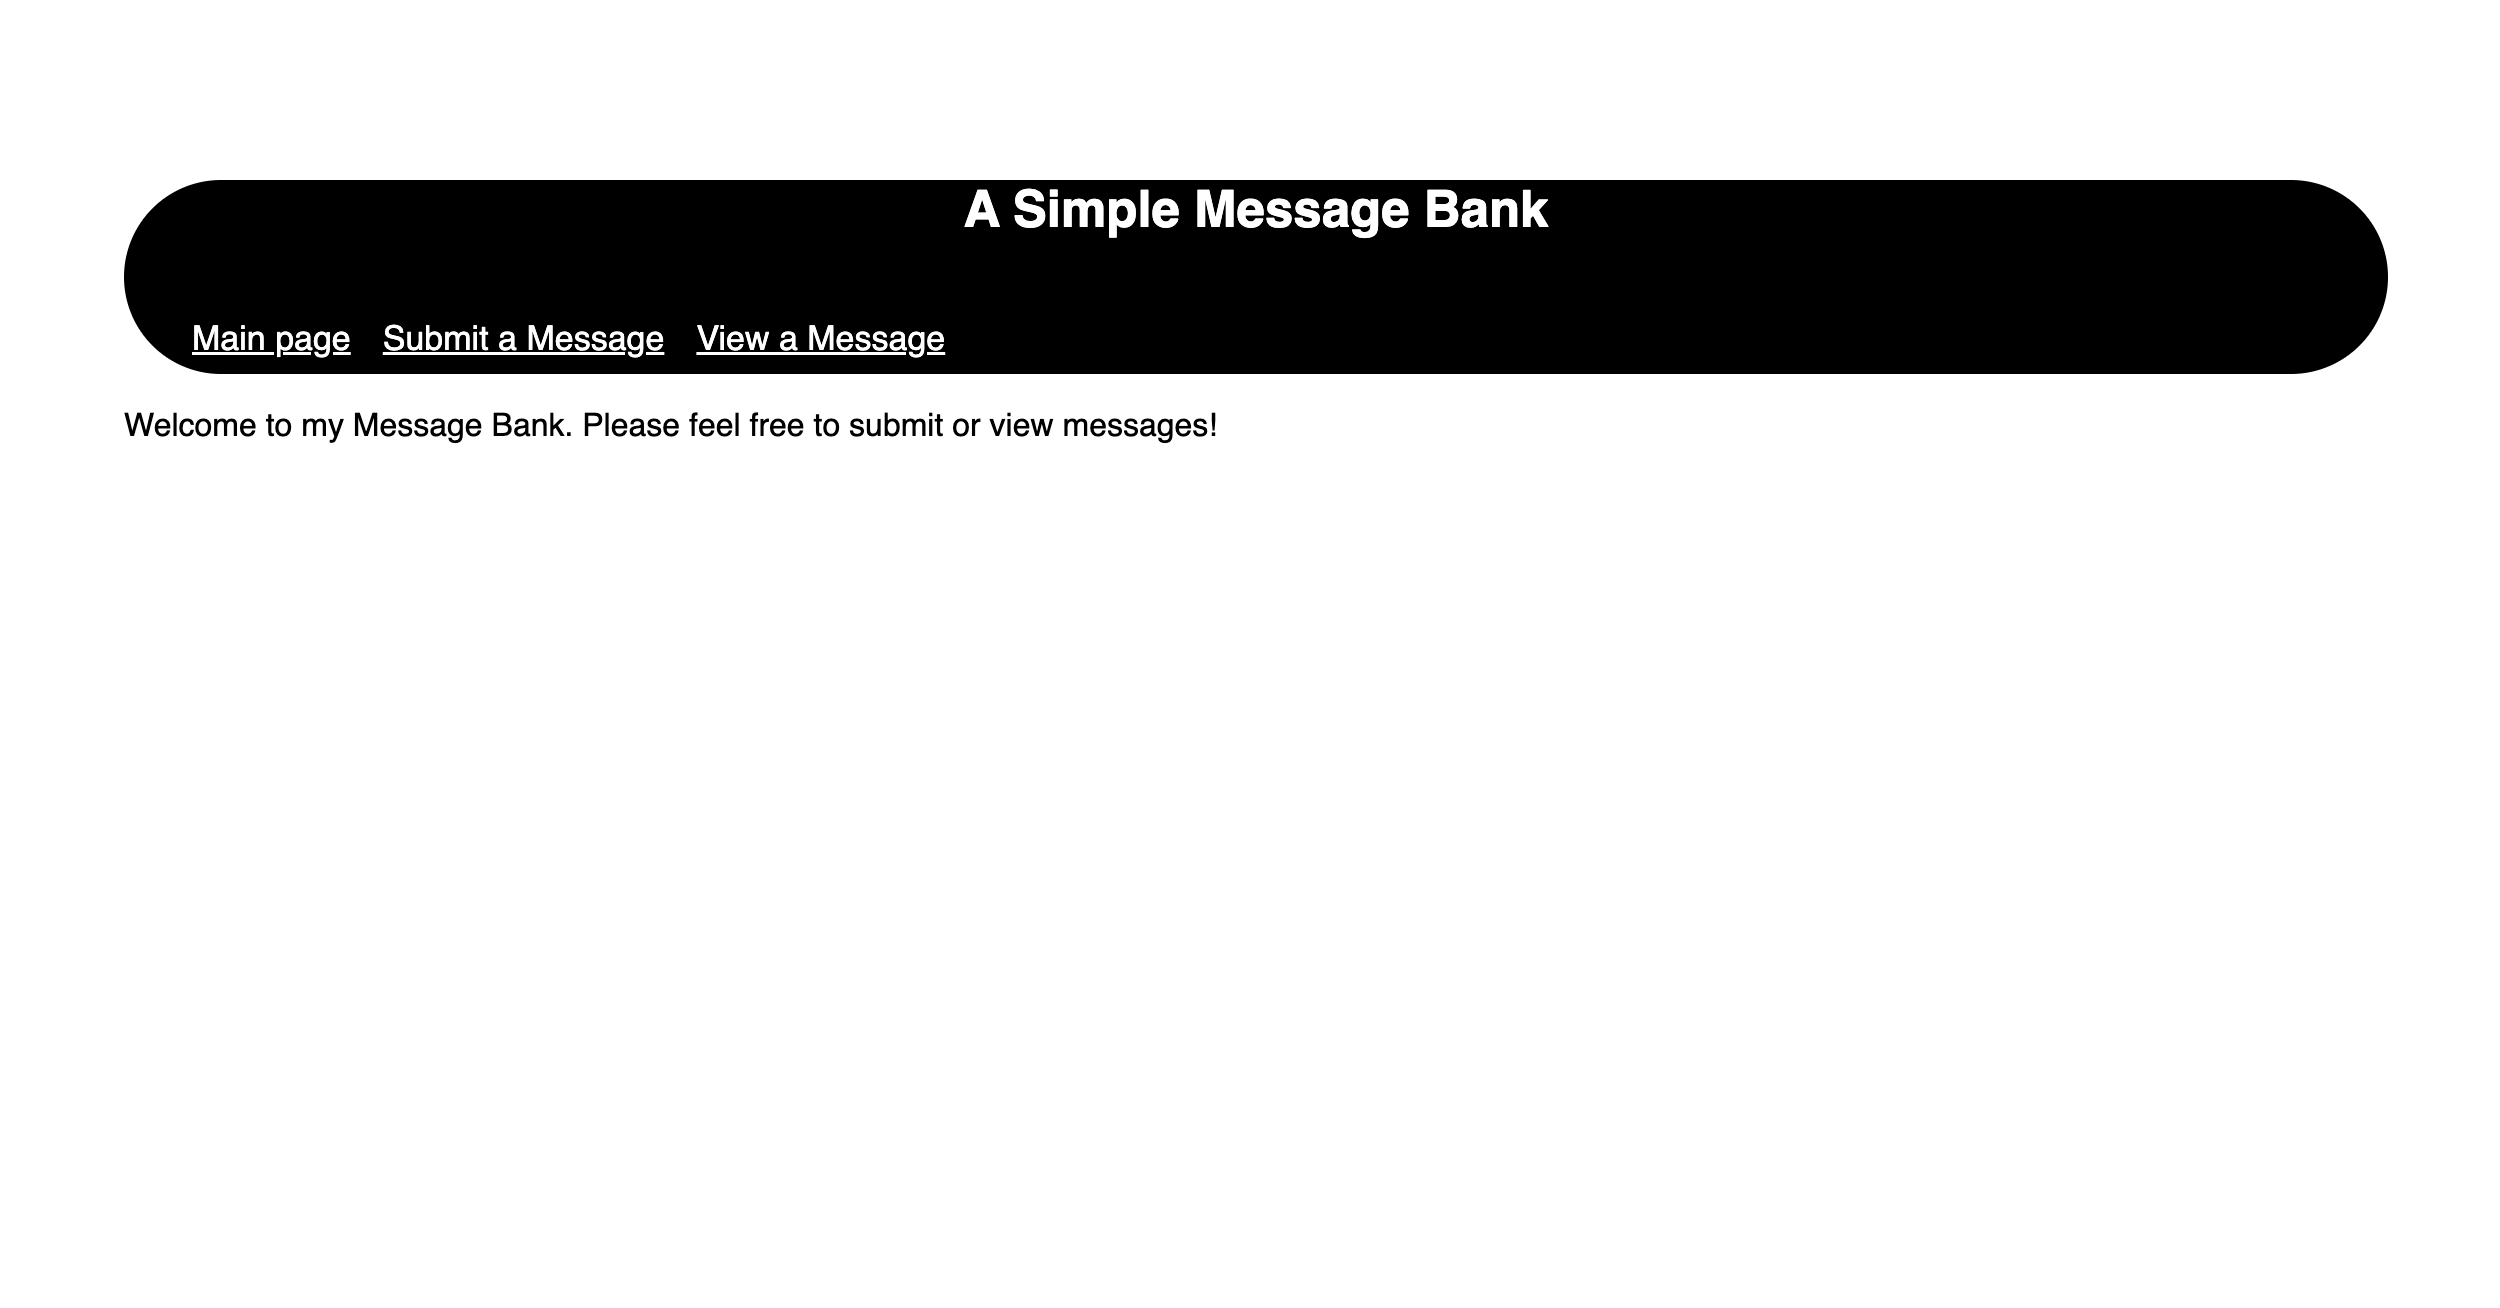 A Simple Message Bank
Main page Submit a Message View a Message
Welcome to my Message Bank. Please feel free to submit or view messages!